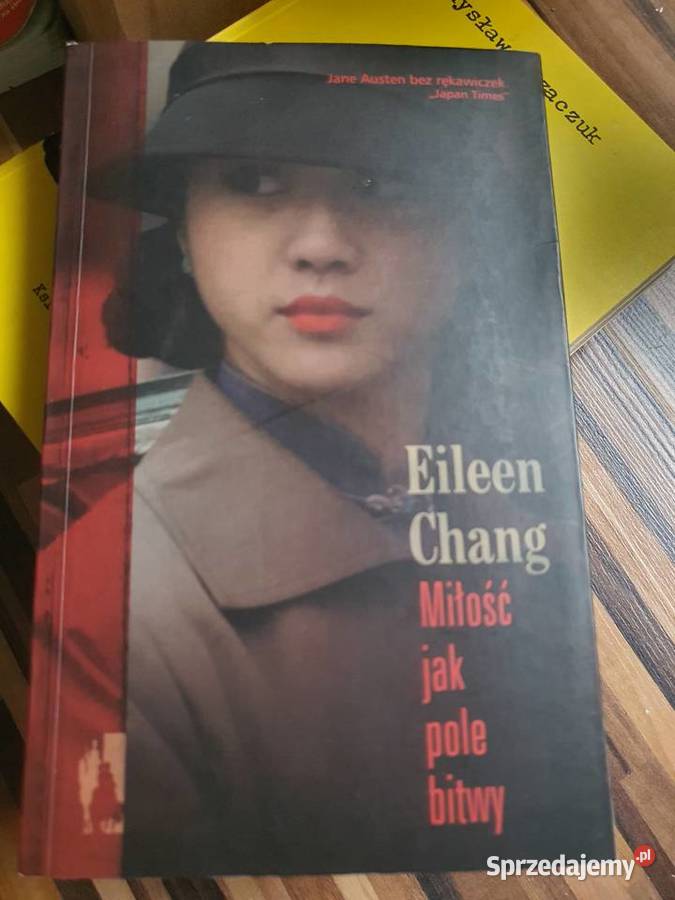 Jane Austen bez rękawiczek
„Japan Times”
Eileen
Chang
Miłość
jak
pole
bitwy
Sprzedajemy.pl